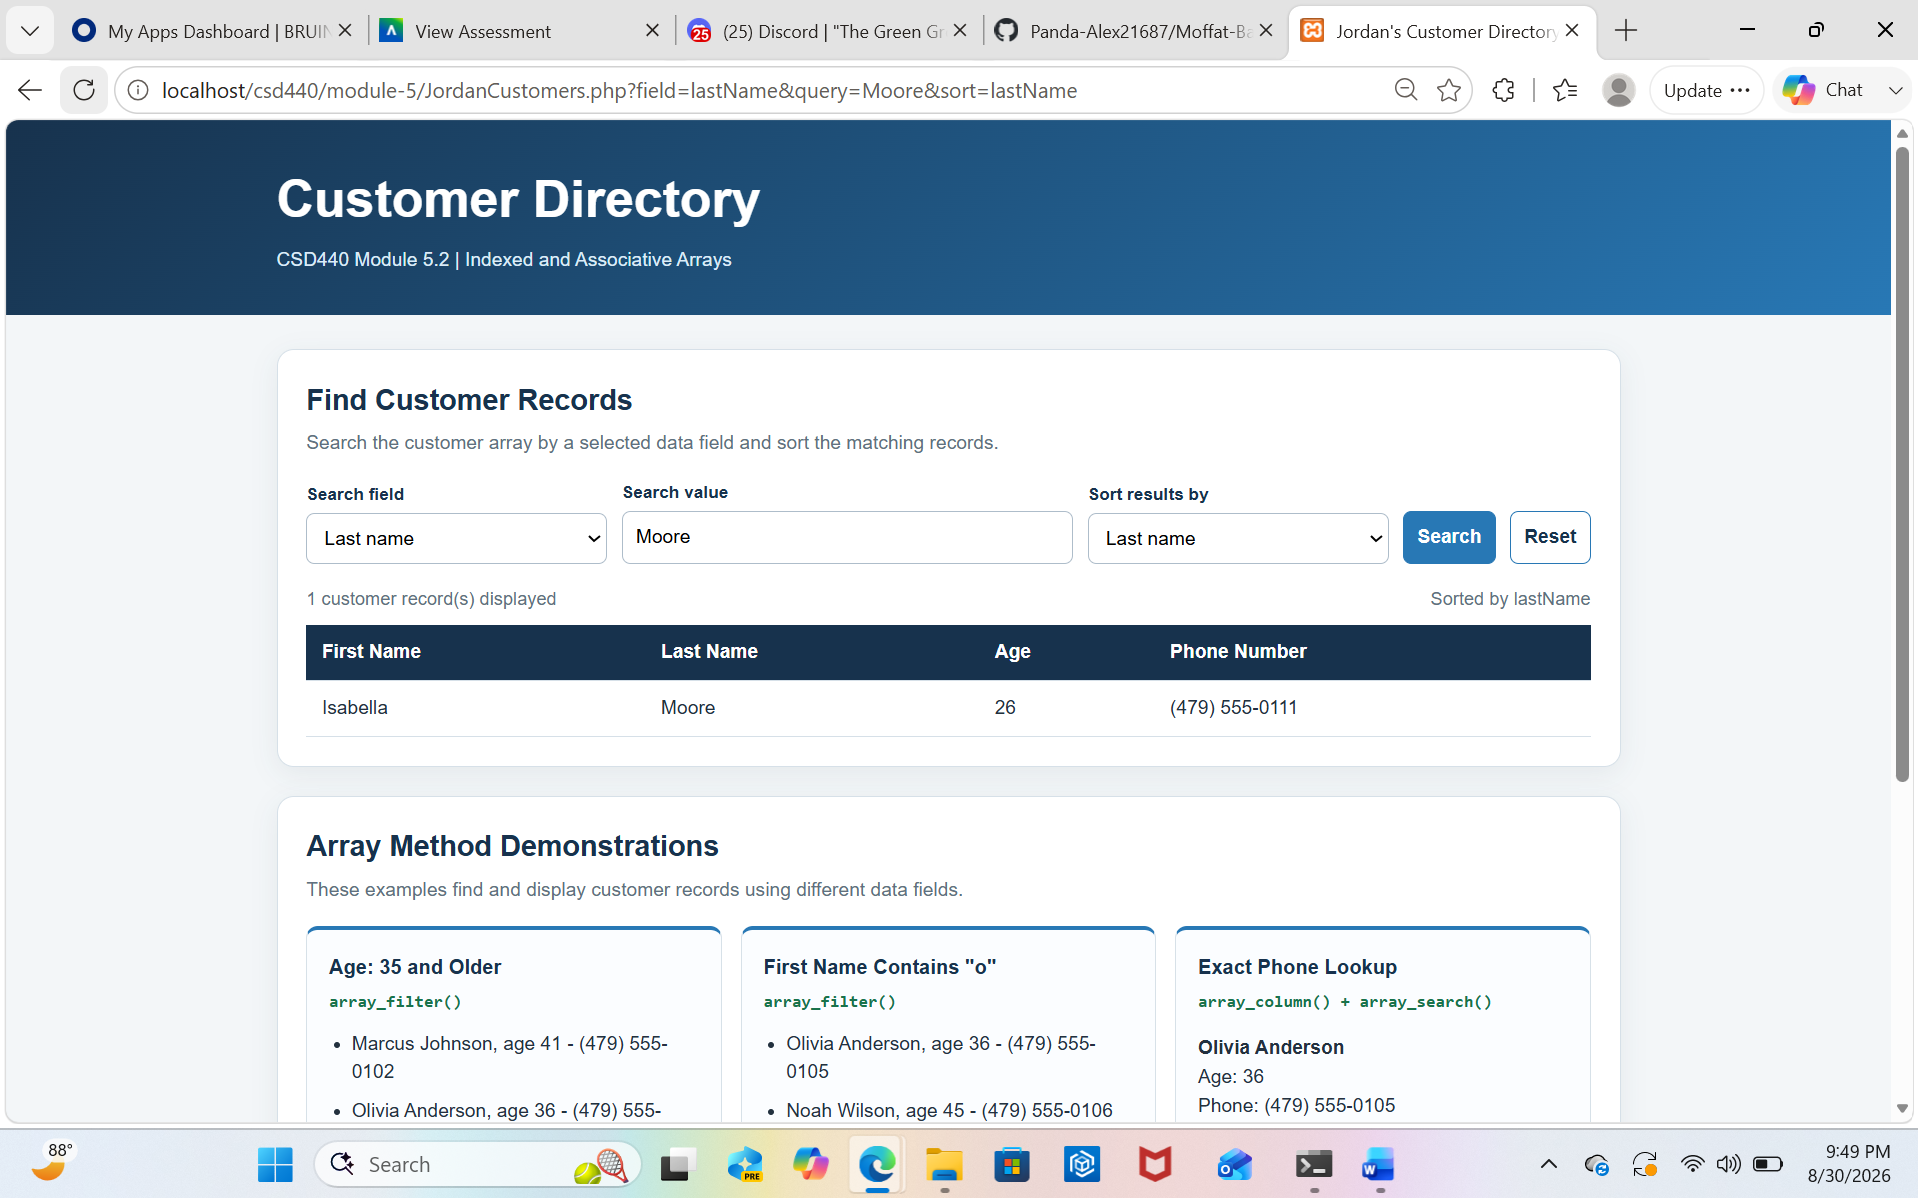 My Apps Dashboard | BRUIN
View Assessment
25
(25) Discord | "The Green Gr
Panda-Alex21687/Moffat-Ba
Jordan's Customer Directory
localhost/csd440/module-5/JordanCustomers.php?field=lastName&query=Moore&sort=lastName
Update
Chat
Customer Directory
CSD440 Module 5.2 | Indexed and Associative Arrays
Find Customer Records
Search the customer array by a selected data field and sort the matching records.
Search field Search value Sort results by
Last name Moore Last name Search Reset
1 customer record(s) displayed Sorted by lastName
First Name Last Name Age Phone Number
Isabella Moore 26 (479) 555-0111
Array Method Demonstrations
These examples find and display customer records using different data fields.
Age: 35 and Older
array_filter()
• Marcus Johnson, age 41 - (479) 555-
0102
• Olivia Anderson, age 36 - (479) 555-
First Name Contains "o"
array_filter()
• Olivia Anderson, age 36 - (479) 555-
0105
• Noah Wilson, age 45 - (479) 555-0106
Exact Phone Lookup
array_column() + array_search()
Olivia Anderson
Age: 36
Phone: (479) 555-0105
88°
Search
PRE
9:49 PM
8/30/2026